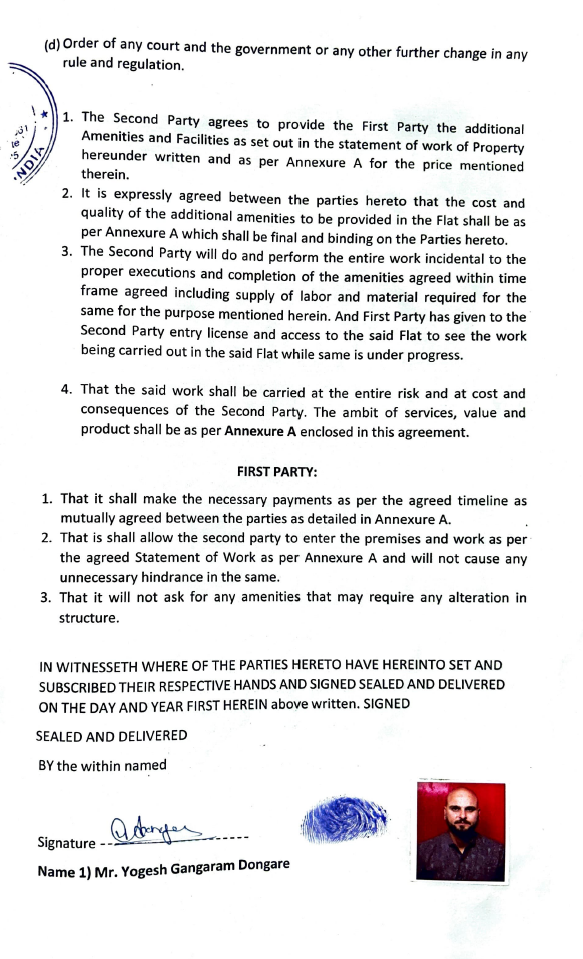 (d) Order of any court and the government or any other further change in any
rule and regulation.
1. The Second Party agrees to provide the First Party the additional
Amenities and Facilities as set out in the statement of work of Property
hereunder written and as per Annexure A for the price mentioned
therein.
2. It is expressly agreed between the parties hereto that the cost and
quality of the additional amenities to be provided in the Flat shall be as
per Annexure A which shall be final and binding on the Parties hereto.
3. The Second Party will do and perform the entire work incidental to the
proper executions and completion of the amenities agreed within time
frame agreed including supply of labor and material required for the
same for the purpose mentioned herein. And First Party has given to the
Second Party entry license and access to the said Flat to see the work
being carried out in the said Flat while same is under progress.
4. That the said work shall be carried at the entire risk and at cost and
consequences of the Second Party. The ambit of services, value and
product shall be as per Annexure A enclosed in this agreement.
FIRST PARTY:
1. That it shall make the necessary payments as per the agreed timeline as
mutually agreed between the parties as detailed in Annexure A.
2. That is shall allow the second party to enter the premises and work as per
the agreed Statement of Work as per Annexure A and will not cause any
unnecessary hindrance in the same.
3. That it will not ask for any amenities that may require any alteration in
structure.
IN WITNESSETH WHERE OF THE PARTIES HERETO HAVE HEREINTO SET AND
SUBSCRIBED THEIR RESPECTIVE HANDS AND SIGNED SEALED AND DELIVERED
ON THE DAY AND YEAR FIRST HEREIN above written. SIGNED
SEALED AND DELIVERED
BY the within named
Signature
Name 1) Mr. Yogesh Gangaram Dongare